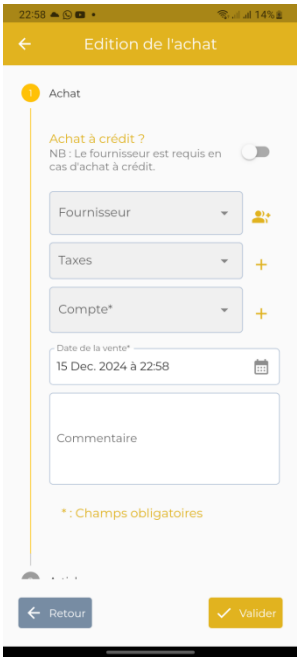 22:58
14%
Edition de l'achat
1 Achat
Achat à crédit ?
NB : Le fournisseur est requis en
cas d'achat à crédit.
Fournisseur
Taxes
Compte*
Date de la vente*
15 Dec. 2024 à 22:58
Commentaire
* : Champs obligatoires
Retour
Valider